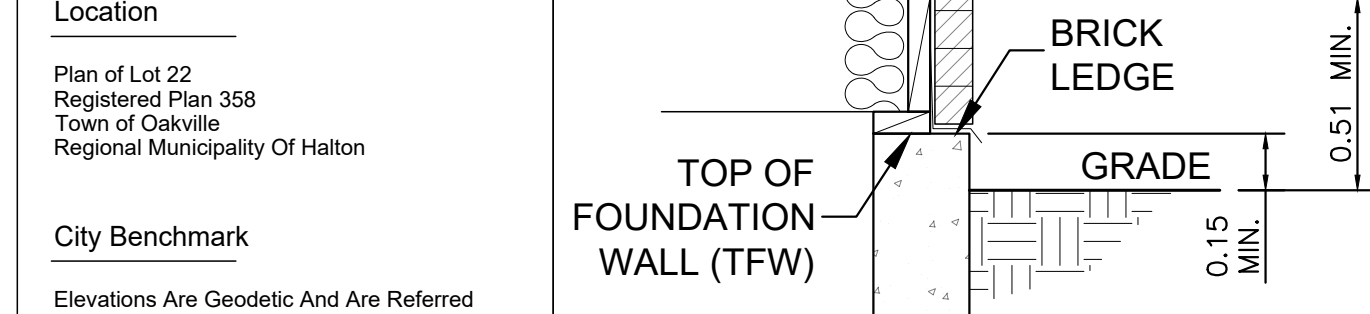 Location
Plan of Lot 22
Registered Plan 358
Town of Oakville
Regional Municipality Of Halton
City Benchmark
Elevations Are Geodetic And Are Referred
BRICK
LEDGE
TOP OF
FOUNDATION
WALL (TFW)
GRADE
0.15
MIN.
0.51 MIN.